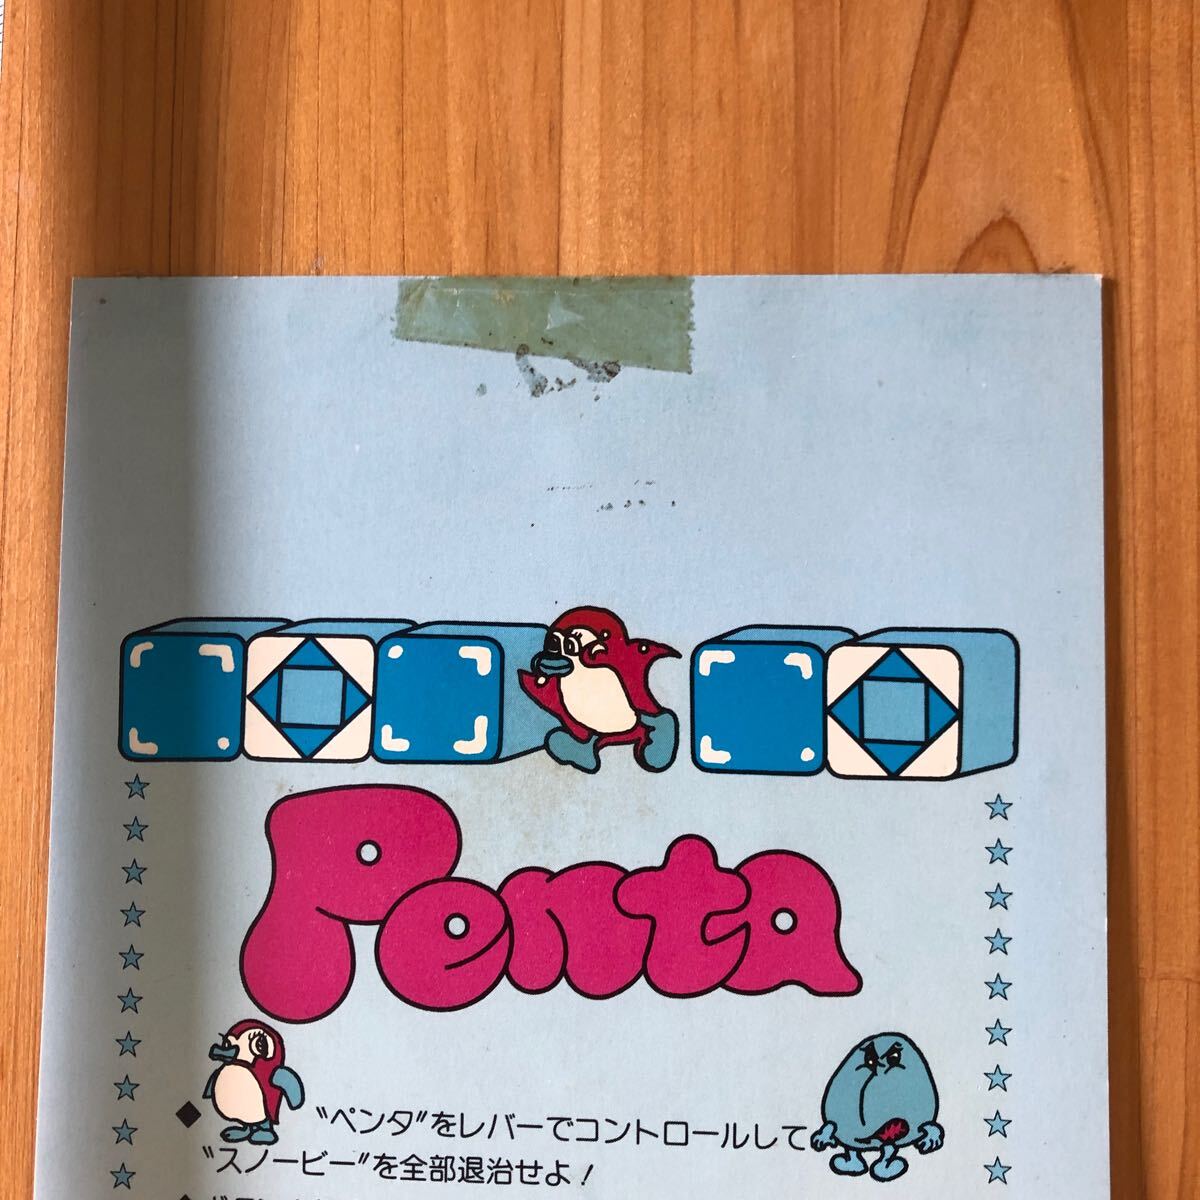 Penta
◆ "ペンタ"をレバーでコントロールして
"スノービー"を全部退治せよ!